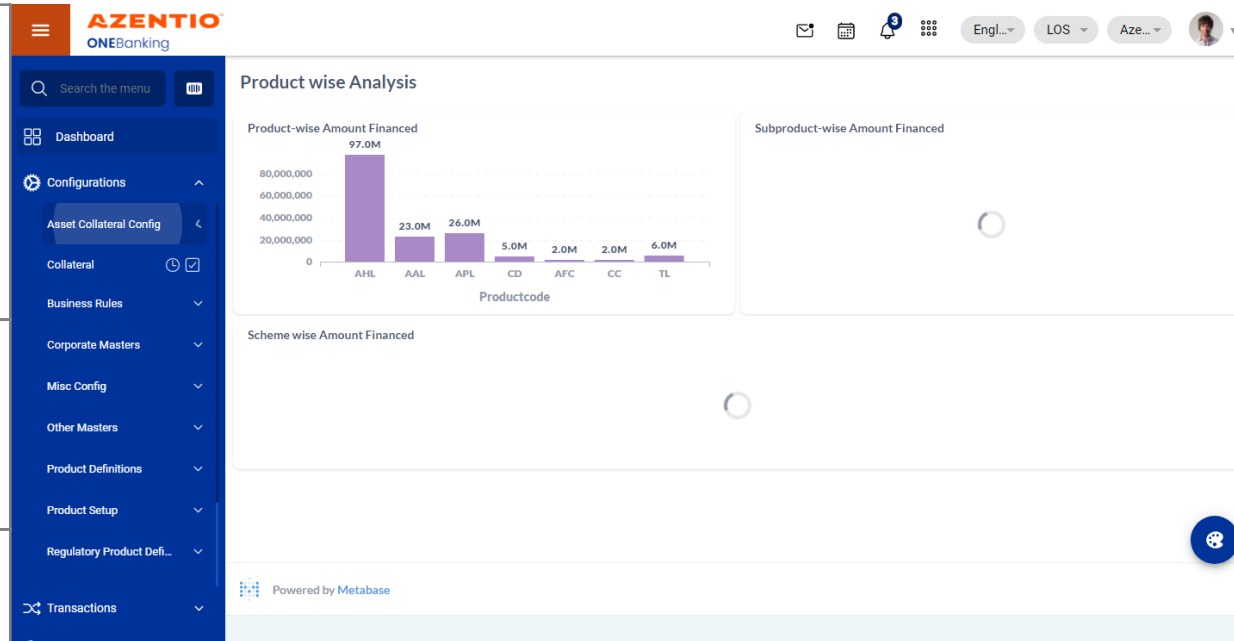 AZENTIO
ONEBanking
3
Engl...
LOS
Aze...
Search the menu
Dashboard
Configurations
Asset Collateral Config
Collateral
Business Rules
Corporate Masters
Misc Config
Other Masters
Product Definitions
Product Setup
Regulatory Product Defi...
Transactions
Product wise Analysis
Product-wise Amount Financed
97.0M
80,000,000
60,000,000
40,000,000
20,000,000
0
23.0M
26.0M
5.0M
2.0M
2.0M
6.0M
AHL
AAL
APL
CD
AFC
CC
TL
Productcode
Subproduct-wise Amount Financed
Scheme wise Amount Financed
Powered by Metabase